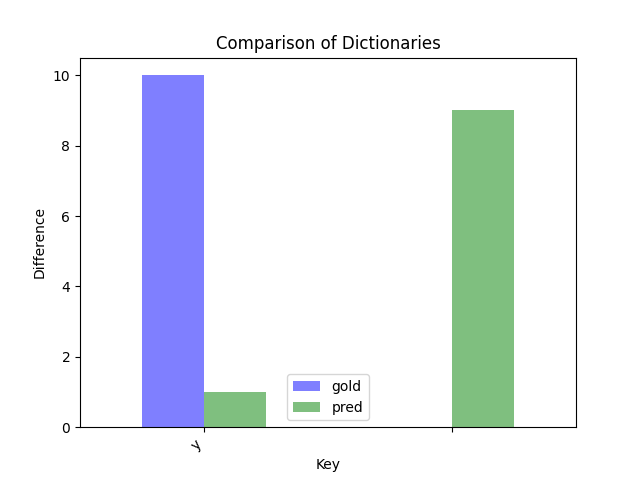 Comparison of Dictionaries
10
8
6
4
2
0
Difference
gold
pred
y
Key